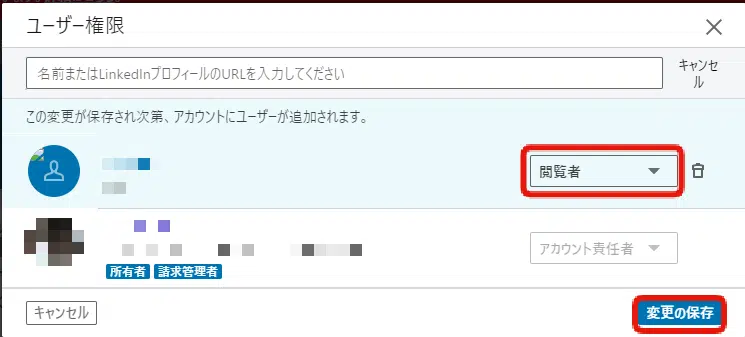 ユーザー権限
名前またはLinkedInプロフィールのURLを入力してください
キャンセル
この変更が保存され次第、アカウントにユーザーが追加されます。
閲覧者
アカウント責任者
所有者 請求管理者
キャンセル
変更の保存